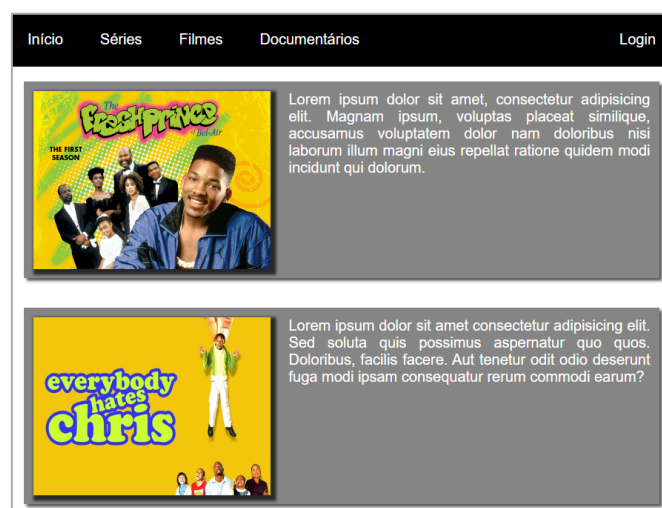 Início Séries Filmes Documentários Login
The
Fresh Prince
of Bel-Air
THE FIRST
SEASON
Lorem ipsum dolor sit amet, consectetur adipisicing
elit. Magnam ipsum, voluptas placeat similique,
accusamus voluptatem dolor nam doloribus nisi
laborum illum magni eius repellat ratione quidem modi
incidunt qui dolorum.
everybody
hates
chris
Lorem ipsum dolor sit amet consectetur adipisicing elit.
Sed soluta quis possimus aspernatur quo quos.
Doloribus, facilis facere. Aut tenetur odit odio deserunt
fuga modi ipsam consequatur rerum commodi earum?